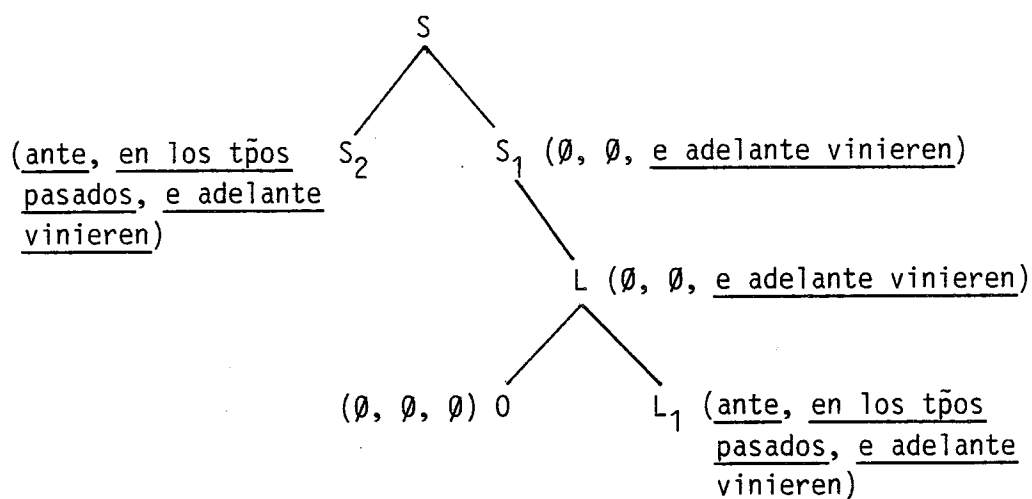 S
(ante, en los tp̃os S₂ S₁ (Ø, Ø, e adelante vinieren)
pasados, e adelante
vinieren)
L (Ø, Ø, e adelante vinieren)
(Ø, Ø, Ø) O L₁ (ante, en los tp̃os
pasados, e adelante
vinieren)